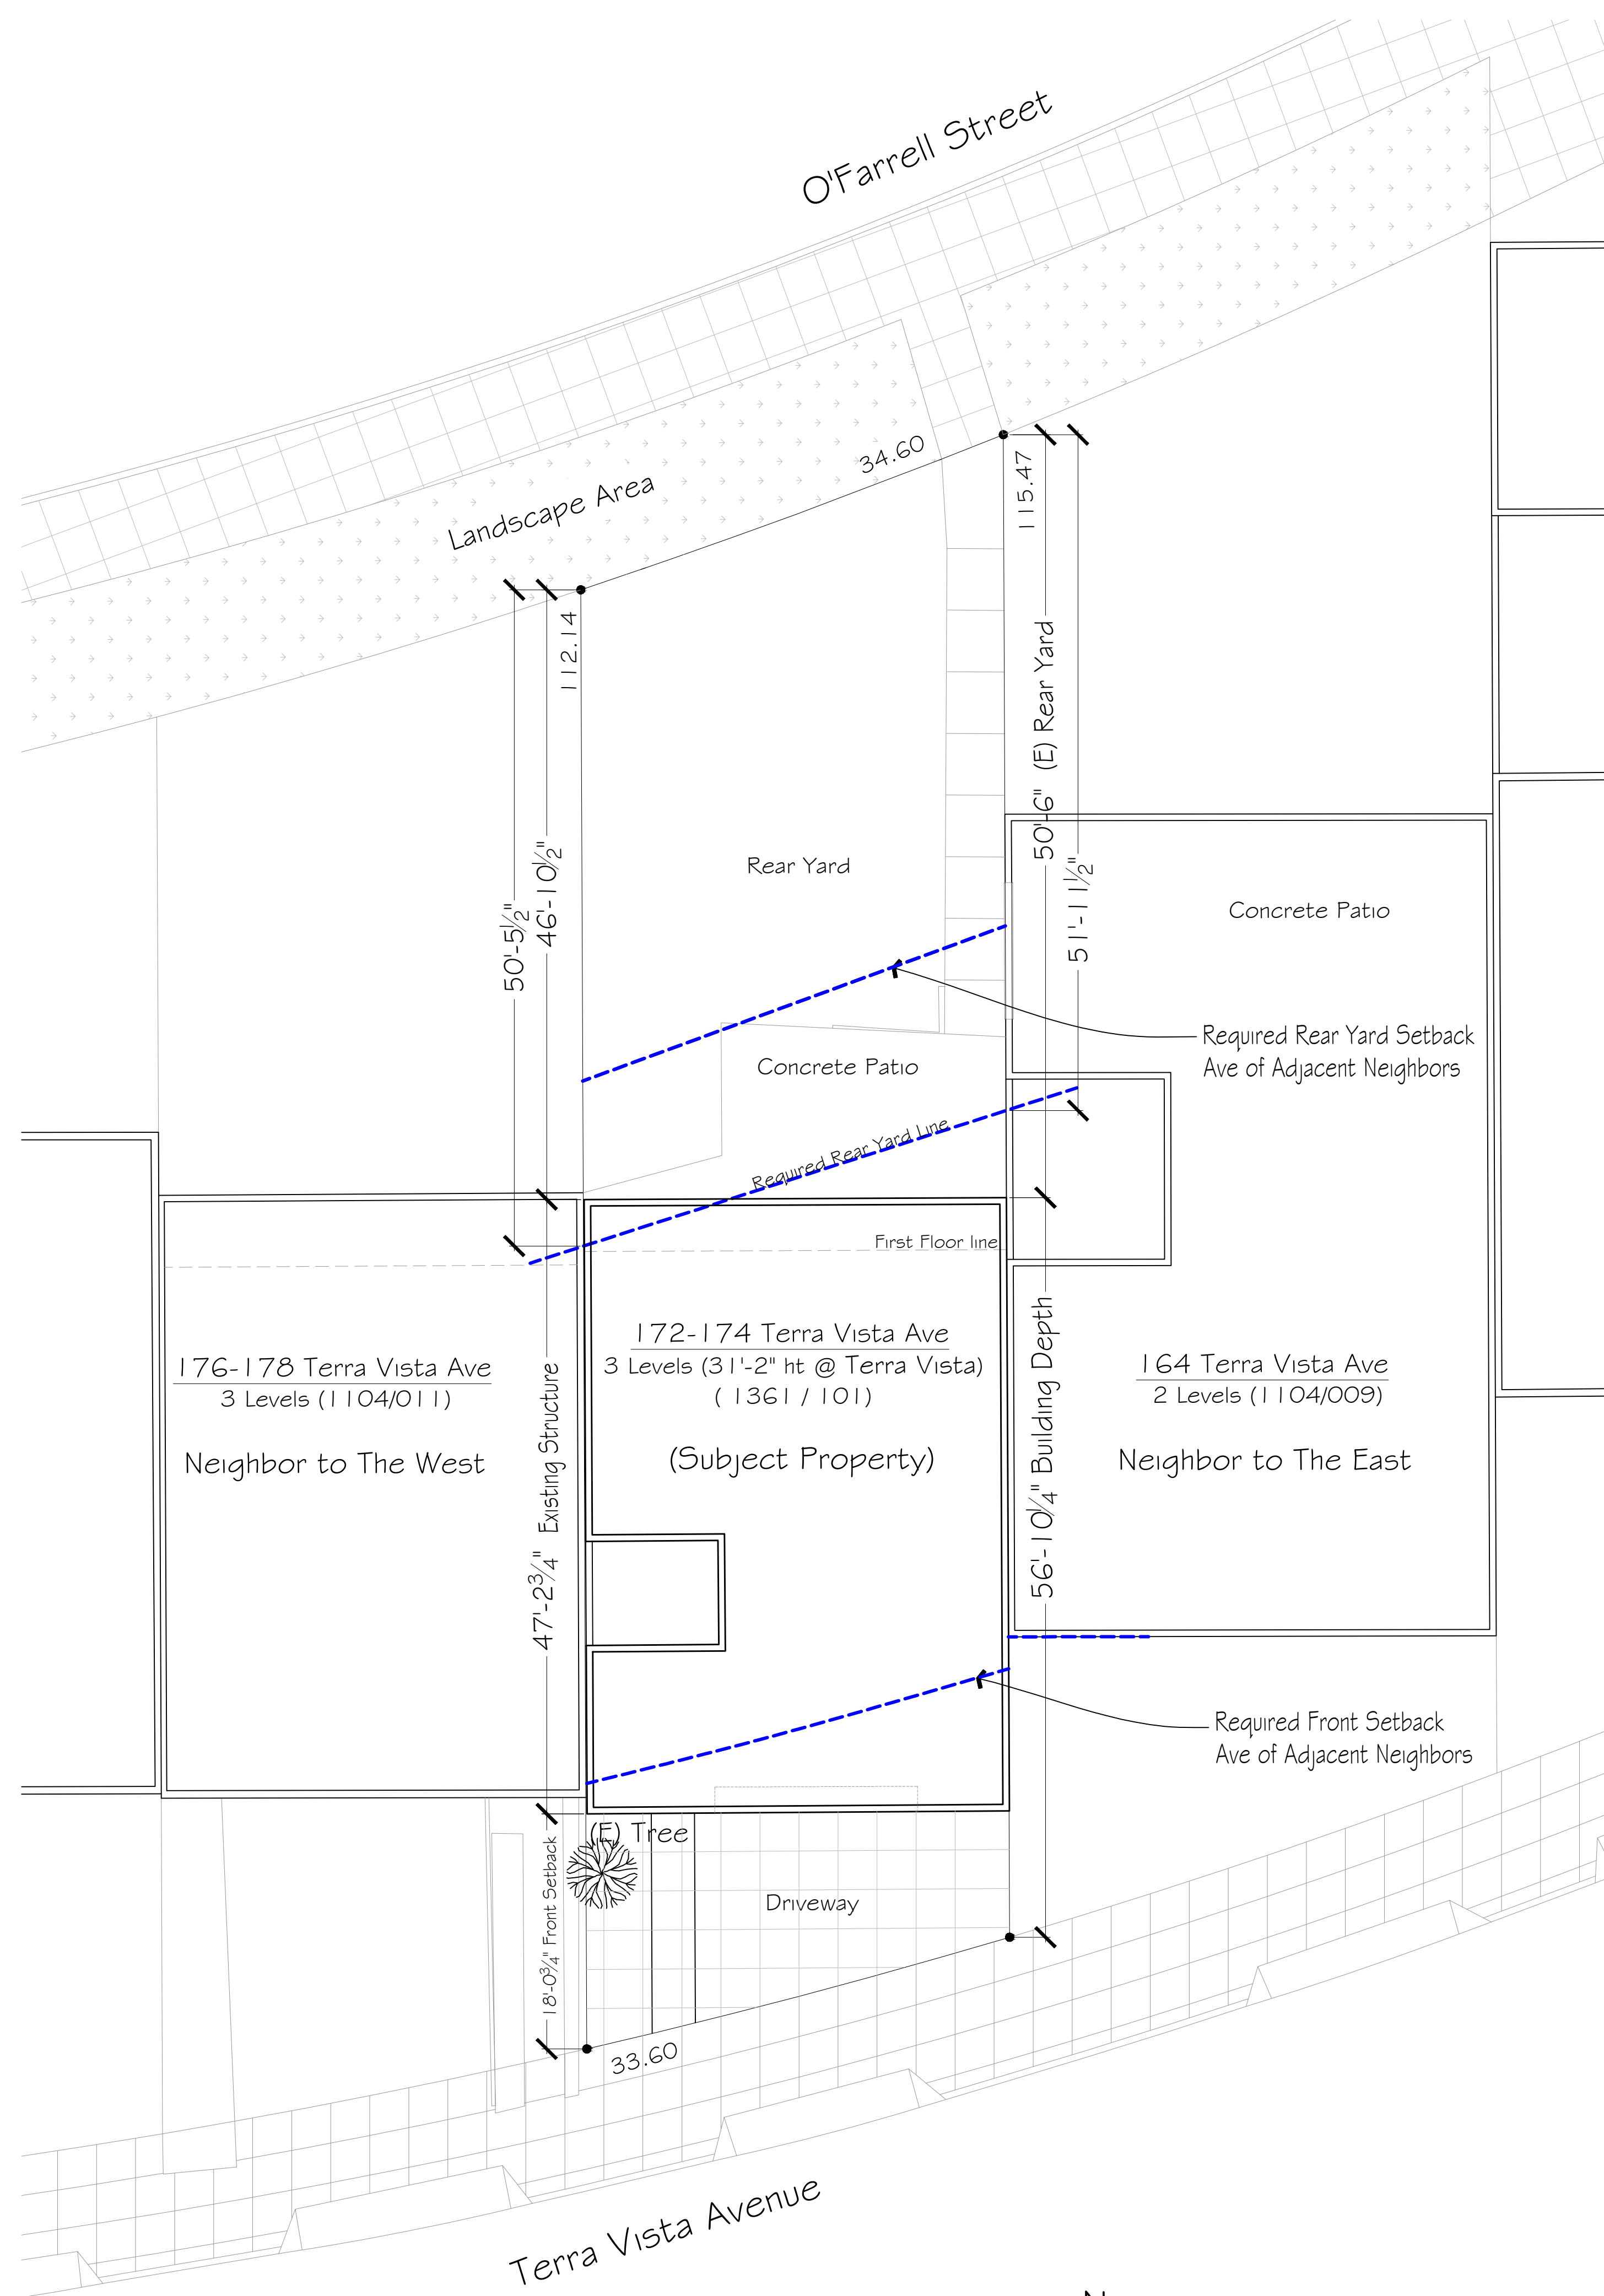 O'Farrell Street
34.60
115.47
Landscape Area
112.14
50'-6" (E) Rear Yard
50'-5½"
46'-10½"
51'-11½"
Rear Yard
Concrete Patio
Required Rear Yard Setback
Ave of Adjacent Neighbors
Concrete Patio
Required Rear Yard Line
First Floor line
176-178 Terra Vista Ave
3 Levels (1104/011)
Neighbor to The West
47'-2¾" Existing Structure
172-174 Terra Vista Ave
3 Levels (31'-2" ht @ Terra Vista)
( 1361 / 101)
(Subject Property)
56'-10¼" Building Depth
164 Terra Vista Ave
2 Levels (1104/009)
Neighbor to The East
Required Front Setback
Ave of Adjacent Neighbors
(E) Tree
18'-0¾" Front Setback
Driveway
33.60
Terra Vista Avenue